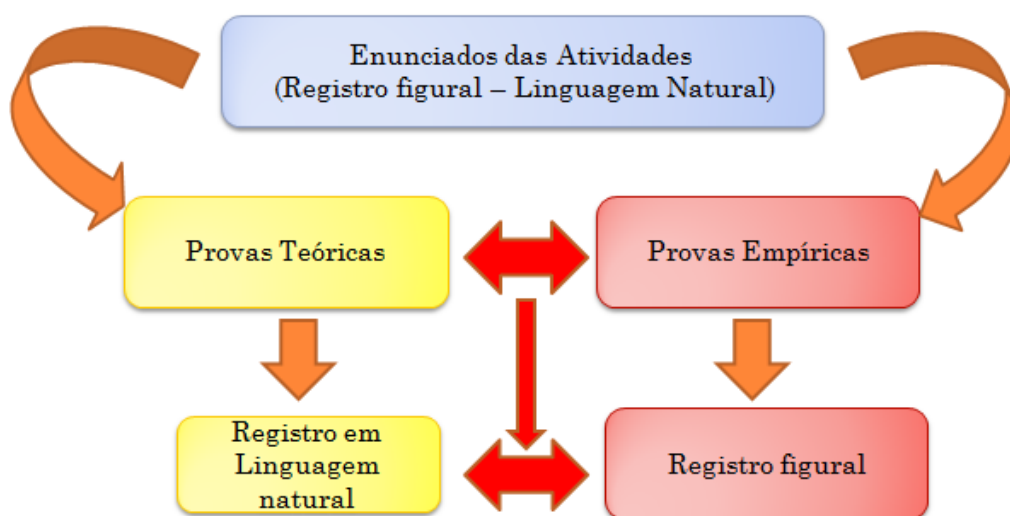 Enunciados das Atividades
(Registro figural – Linguagem Natural)
Provas Teóricas
Provas Empíricas
Registro em
Linguagem
natural
Registro figural